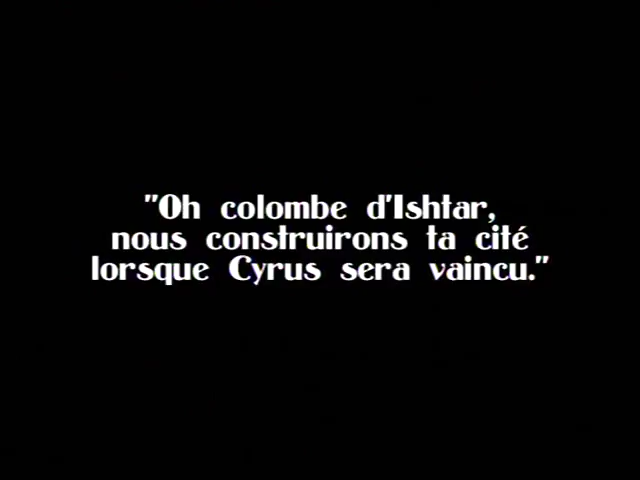 "Oh colombe d'Ishtar,
nous construirons ta cité
lorsque Cyrus sera vaincu."